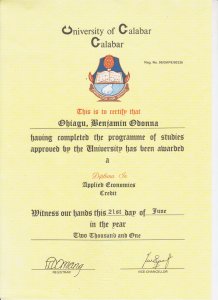 University of Calabar
Calabar
This is to certify that
Obiagu, Benjamin Odonna
having completed the programme of studies
approved by the University has been awarded
a
Diploma In
Applied Economics
Credit
Witness our hands this 21st day of June
in the year
Two Thousand and One
REGISTRAR
VICE CHANCELLOR